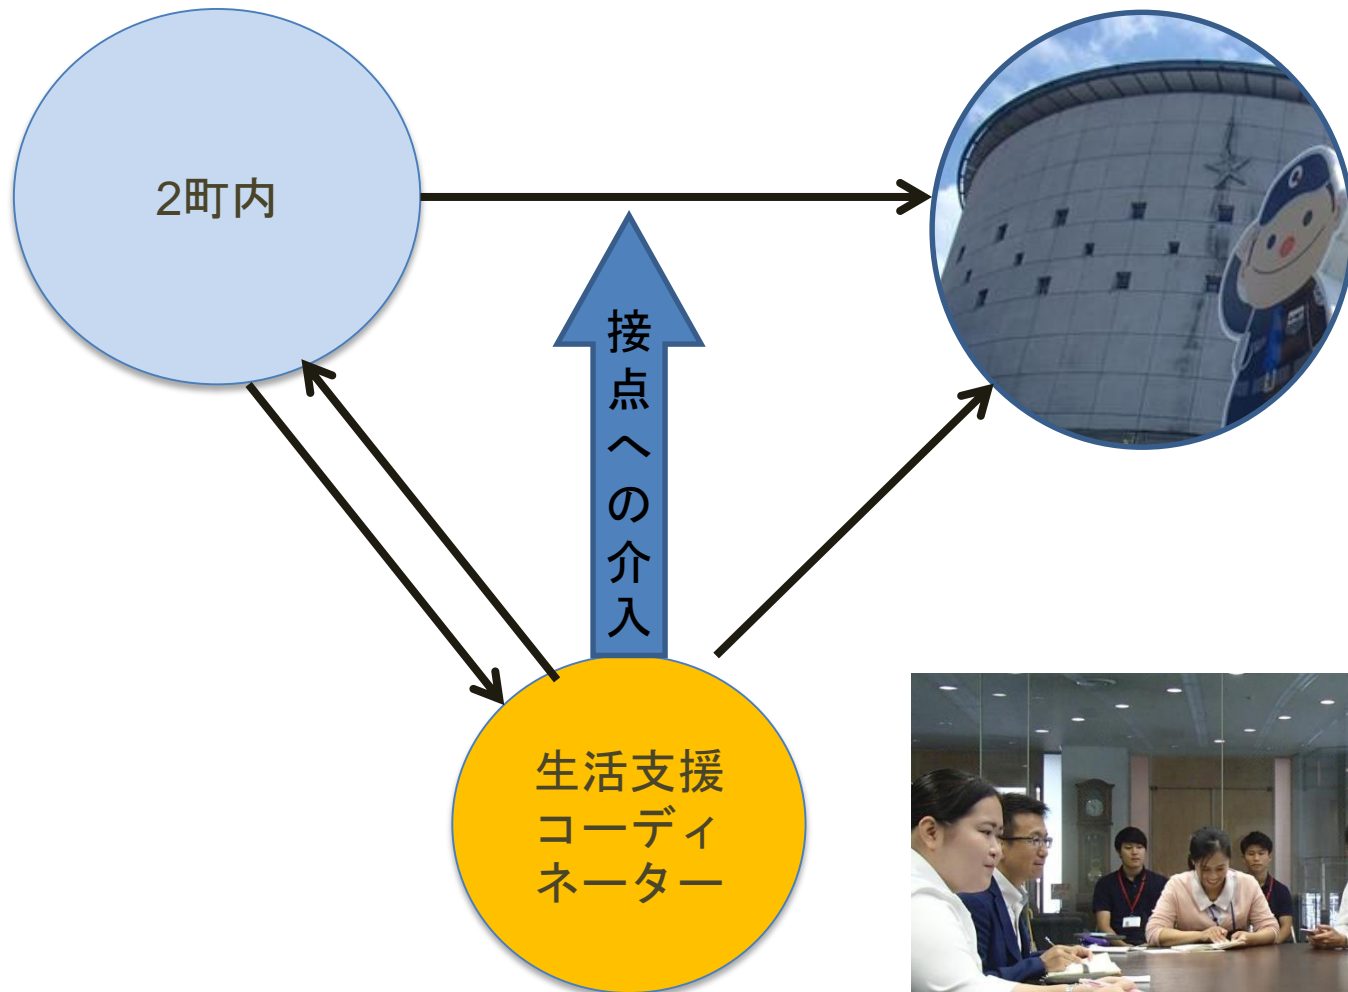 2町内
接点への介入
生活支援
コーディ
ネーター